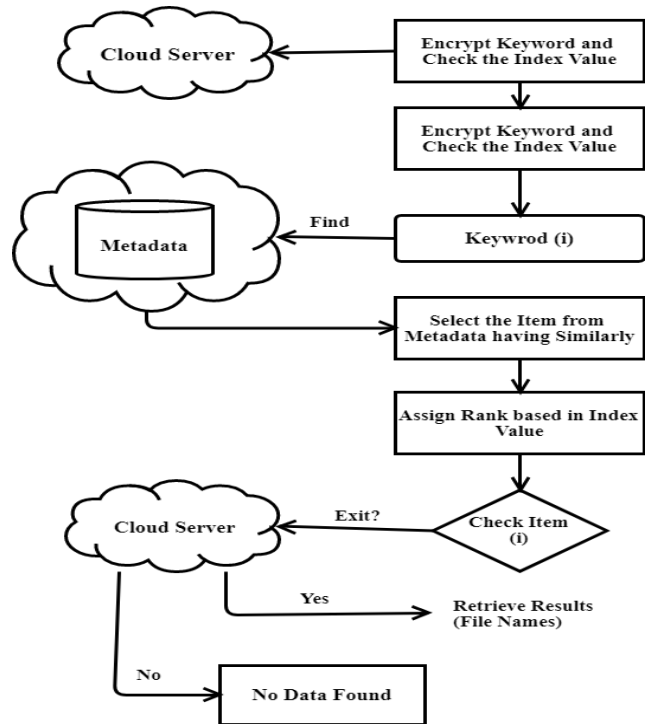 Cloud Server
Encrypt Keyword and
Check the Index Value
Encrypt Keyword and
Check the Index Value
Find
Metadata
Keywrod (i)
Select the Item from
Metadata having Similarly
Assign Rank based in Index
Value
Cloud Server
Exit?
Check Item
(i)
Yes
Retrieve Results
(File Names)
No
No Data Found